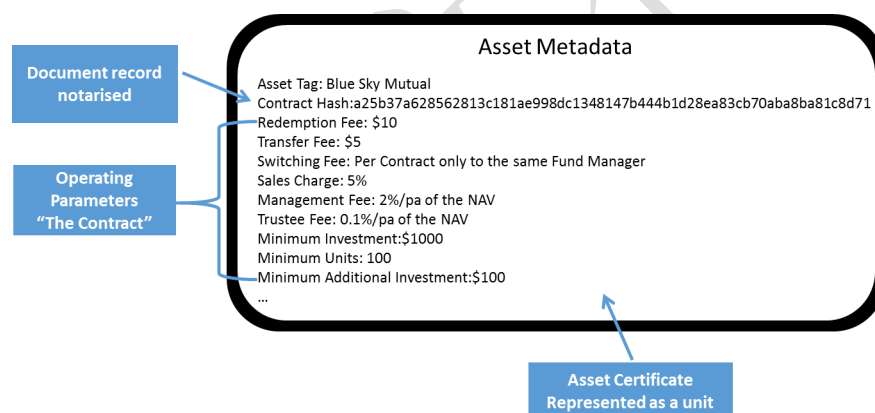 Asset Metadata
Document record
notarised
Asset Tag: Blue Sky Mutual
Contract Hash:a25b37a628562813c181ae998dc1348147b444b1d28ea83cb70aba8ba81c8d71
Redemption Fee: $10
Transfer Fee: $5
Switching Fee: Per Contract only to the same Fund Manager
Sales Charge: 5%
Management Fee: 2%/pa of the NAV
Trustee Fee: 0.1%/pa of the NAV
Minimum Investment:$1000
Minimum Units: 100
Minimum Additional Investment:$100
…
Operating
Parameters
“The Contract”
Asset Certificate
Represented as a unit